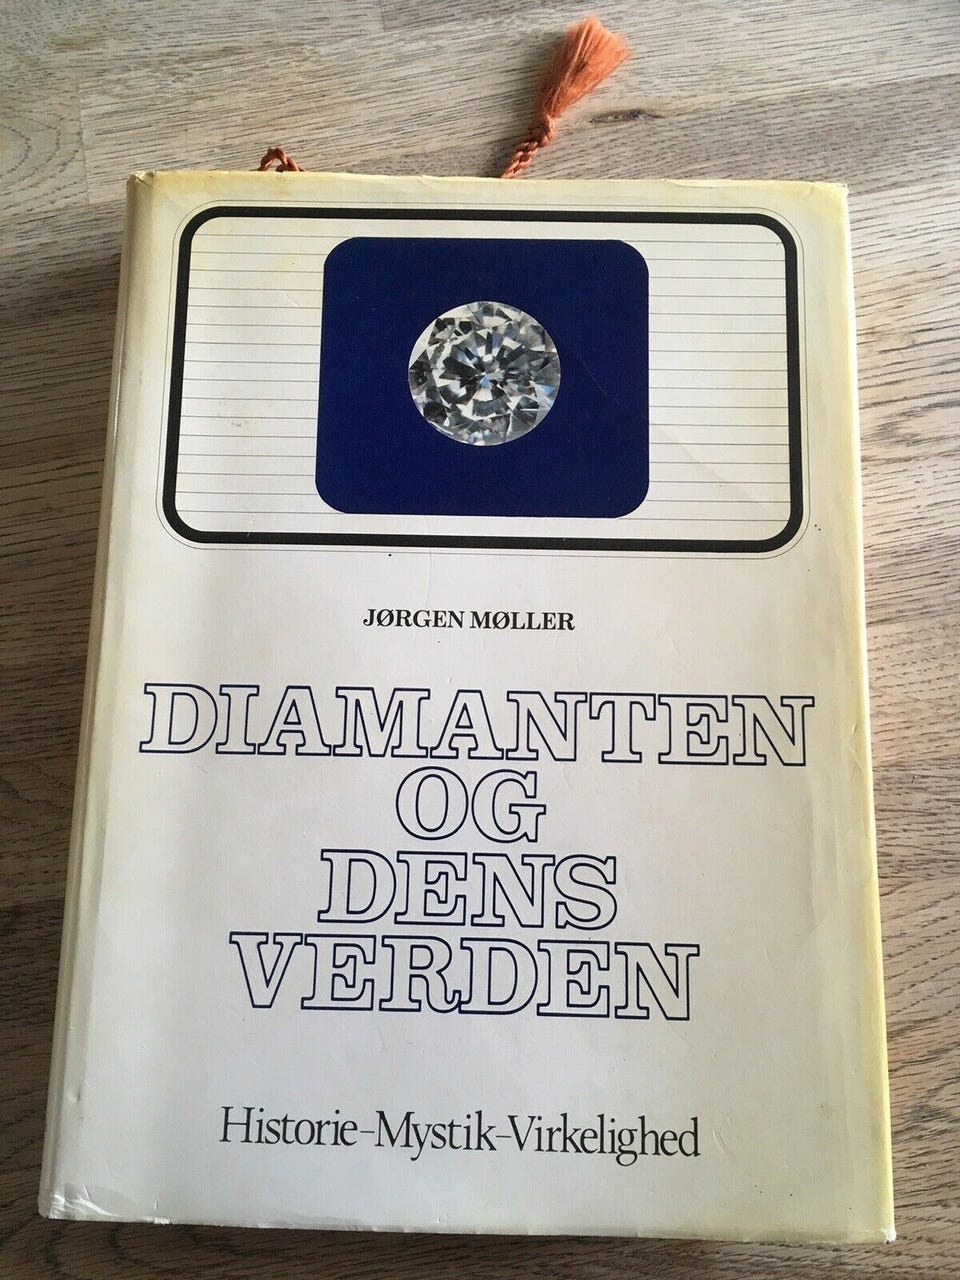 JØRGEN MØLLER
DIAMANTEN
OG
DENS
VERDEN
Historie-Mystik-Virkelighed